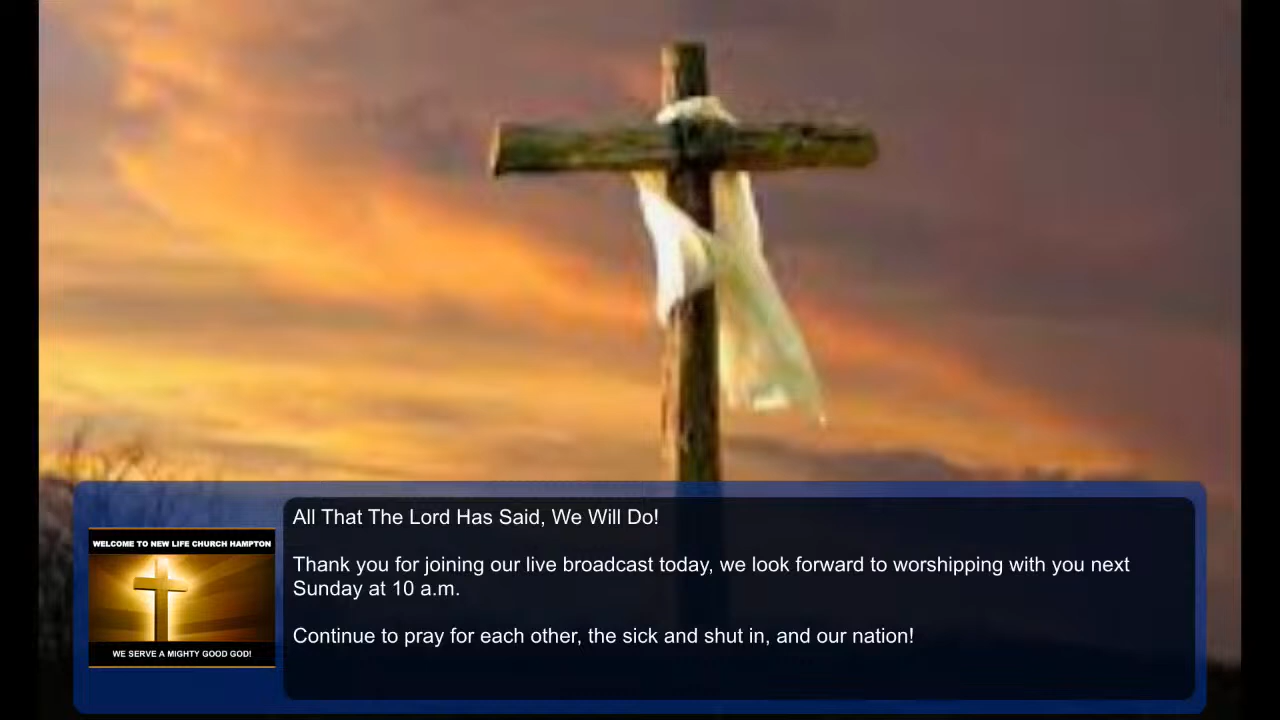 All That The Lord Has Said, We Will Do!
Thank you for joining our live broadcast today, we look forward to worshipping with you next
Sunday at 10 a.m.
Continue to pray for each other, the sick and shut in, and our nation!
WELCOME TO NEW LIFE CHURCH HAMPTON
WE SERVE A MIGHTY GOOD GOD!